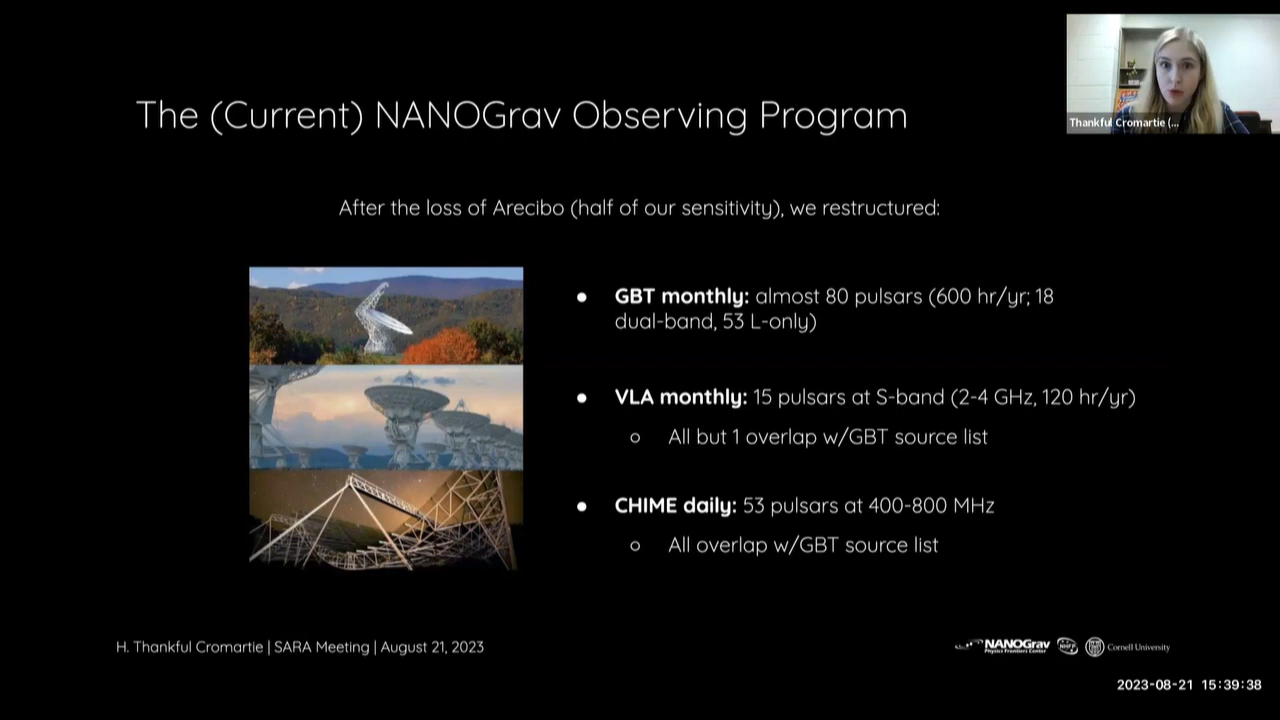 Thankful Cromartie (...
The (Current) NANOGrav Observing Program
After the loss of Arecibo (half of our sensitivity), we restructured:
● GBT monthly: almost 80 pulsars (600 hr/yr; 18
dual-band, 53 L-only)
● VLA monthly: 15 pulsars at S-band (2-4 GHz, 120 hr/yr)
○ All but 1 overlap w/GBT source list
● CHIME daily: 53 pulsars at 400-800 MHz
○ All overlap w/GBT source list
H. Thankful Cromartie | SARA Meeting | August 21, 2023
NANOGrav
Physics Frontiers Center
Cornell University
2023-08-21 15:39:38